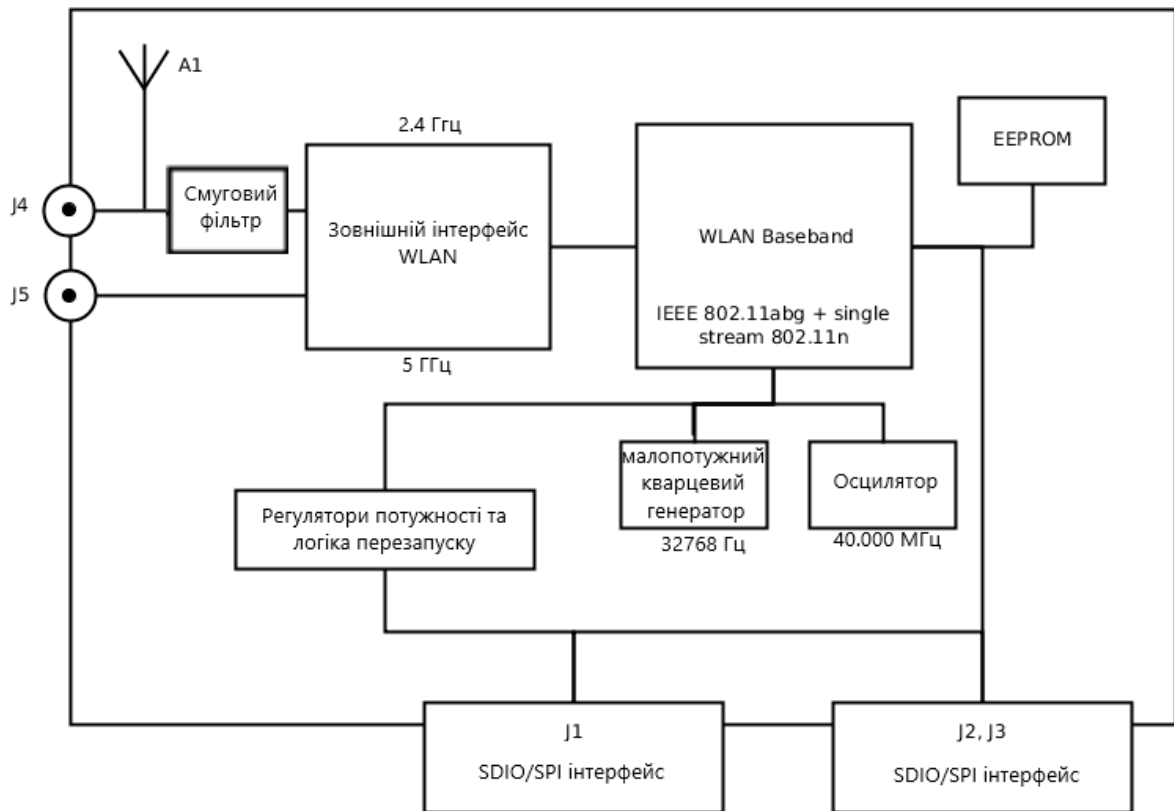 A1
2.4 Ггц
EEPROM
J4
Смуговий
фільтр
Зовнішній інтерфейс
WLAN
WLAN Baseband
J5
IEEE 802.11abg + single
stream 802.11n
5 ГГц
малопотужний
кварцевий
генератор
Осцилятор
Регулятори потужності та
логіка перезапуску
32768 Гц
40.000 МГц
J1
SDIO/SPI інтерфейс
J2, J3
SDIO/SPI інтерфейс